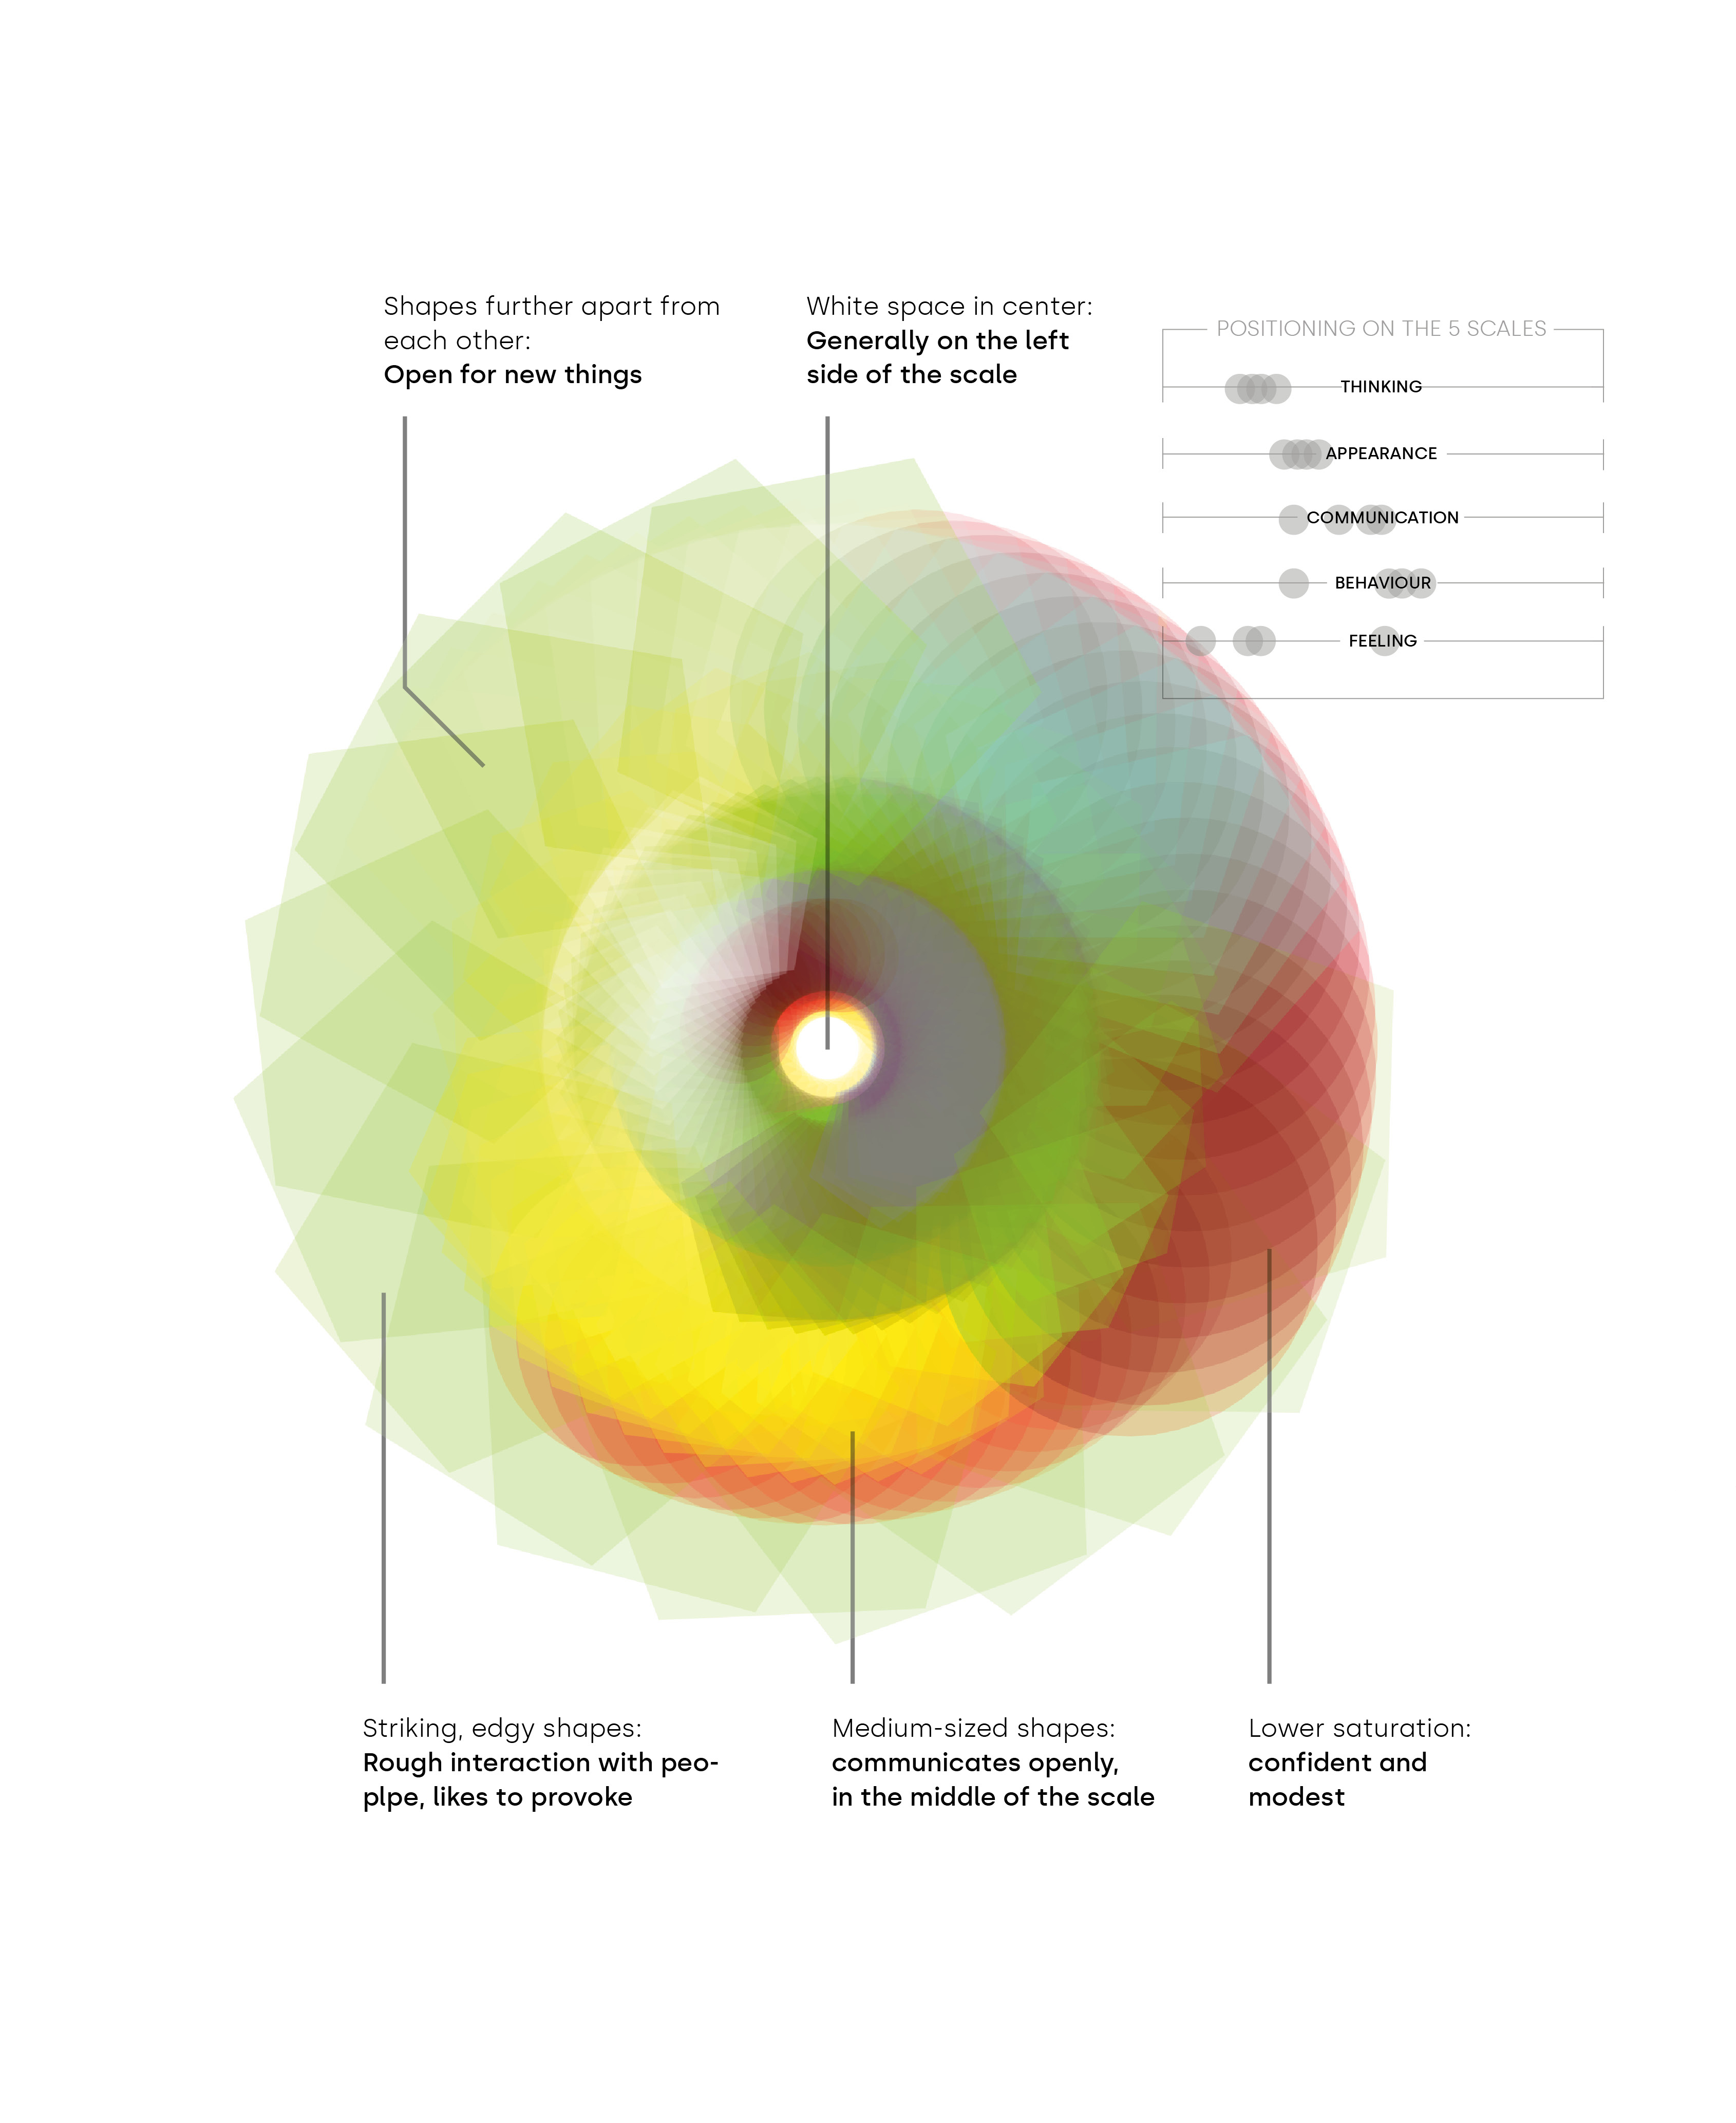 Shapes further apart from
each other:
Open for new things
White space in center:
Generally on the left
side of the scale
POSITIONING ON THE 5 SCALES
THINKING
APPEARANCE
COMMUNICATION
BEHAVIOUR
FEELING
Striking, edgy shapes:
Rough interaction with peo-
plpe, likes to provoke
Medium-sized shapes:
communicates openly,
in the middle of the scale
Lower saturation:
confident and
modest